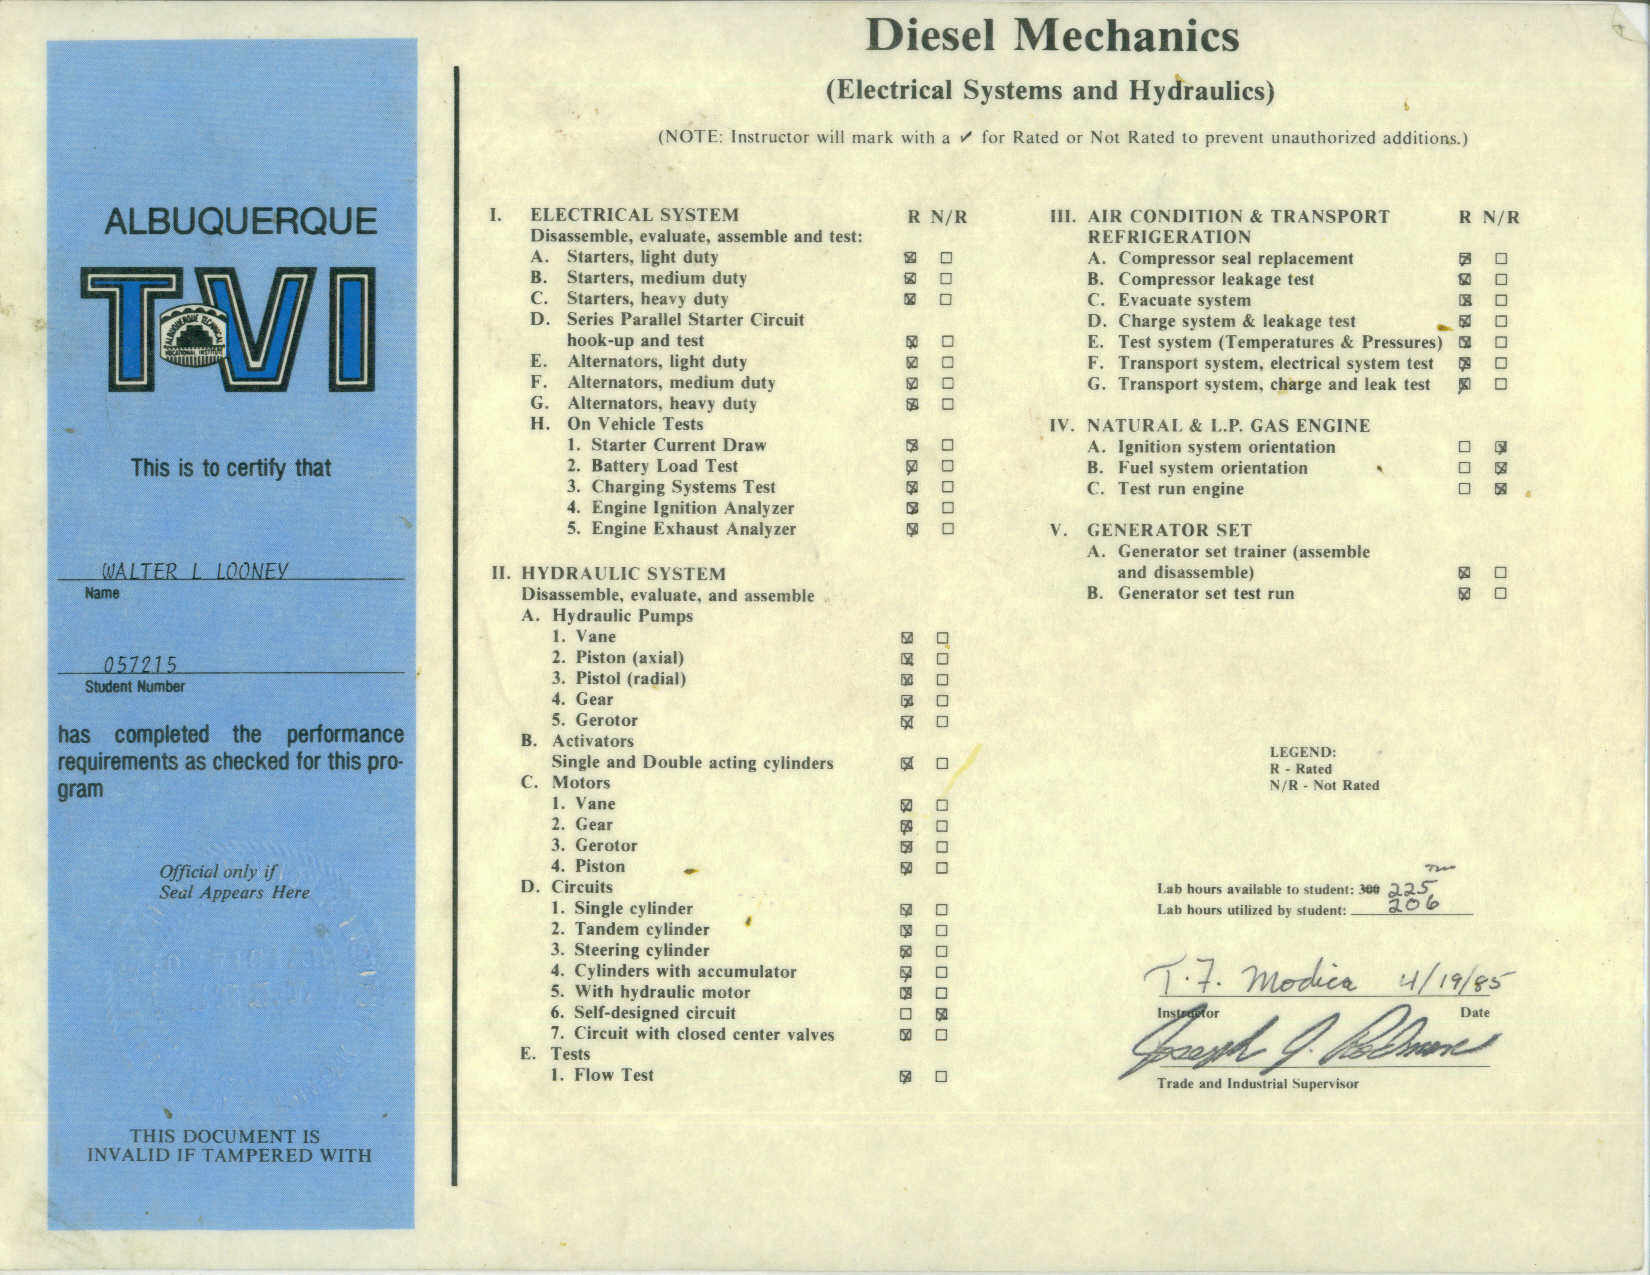 Diesel Mechanics
(Electrical Systems and Hydraulics)
(NOTE: Instructor will mark with a ✓ for Rated or Not Rated to prevent unauthorized additions.)
ALBUQUERQUE
TVI
ALBUQUERQUE TECHNICAL
VOCATIONAL INSTITUTE
This is to certify that
WALTER L LOONEY
Name
057215
Student Number
has completed the performance
requirements as checked for this pro-
gram
Official only if
Seal Appears Here
THIS DOCUMENT IS
INVALID IF TAMPERED WITH
I. ELECTRICAL SYSTEM R N/R
Disassemble, evaluate, assemble and test:
A. Starters, light duty ☒ ☐
B. Starters, medium duty ☒ ☐
C. Starters, heavy duty ☒ ☐
D. Series Parallel Starter Circuit
hook-up and test ☒ ☐
E. Alternators, light duty ☒ ☐
F. Alternators, medium duty ☒ ☐
G. Alternators, heavy duty ☒ ☐
H. On Vehicle Tests
1. Starter Current Draw ☒ ☐
2. Battery Load Test ☒ ☐
3. Charging Systems Test ☒ ☐
4. Engine Ignition Analyzer ☒ ☐
5. Engine Exhaust Analyzer ☒ ☐
II. HYDRAULIC SYSTEM
Disassemble, evaluate, and assemble
A. Hydraulic Pumps
1. Vane ☒ ☐
2. Piston (axial) ☒ ☐
3. Pistol (radial) ☒ ☐
4. Gear ☒ ☐
5. Gerotor ☒ ☐
B. Activators
Single and Double acting cylinders ☒ ☐
C. Motors
1. Vane ☒ ☐
2. Gear ☒ ☐
3. Gerotor ☒ ☐
4. Piston ☒ ☐
D. Circuits
1. Single cylinder ☒ ☐
2. Tandem cylinder ☒ ☐
3. Steering cylinder ☒ ☐
4. Cylinders with accumulator ☒ ☐
5. With hydraulic motor ☒ ☐
6. Self-designed circuit ☐ ☒
7. Circuit with closed center valves ☒ ☐
E. Tests
1. Flow Test ☒ ☐
III. AIR CONDITION & TRANSPORT R N/R
REFRIGERATION
A. Compressor seal replacement ☒ ☐
B. Compressor leakage test ☒ ☐
C. Evacuate system ☒ ☐
D. Charge system & leakage test ☒ ☐
E. Test system (Temperatures & Pressures) ☒ ☐
F. Transport system, electrical system test ☒ ☐
G. Transport system, charge and leak test ☒ ☐
IV. NATURAL & L.P. GAS ENGINE
A. Ignition system orientation ☐ ☒
B. Fuel system orientation ☐ ☒
C. Test run engine ☐ ☒
V. GENERATOR SET
A. Generator set trainer (assemble
and disassemble) ☒ ☐
B. Generator set test run ☒ ☐
LEGEND:
R - Rated
N/R - Not Rated
Lab hours available to student: 300 225
Lab hours utilized by student: 206
T. F. Modica 4/19/85
Instructor Date
Joseph J.
Trade and Industrial Supervisor